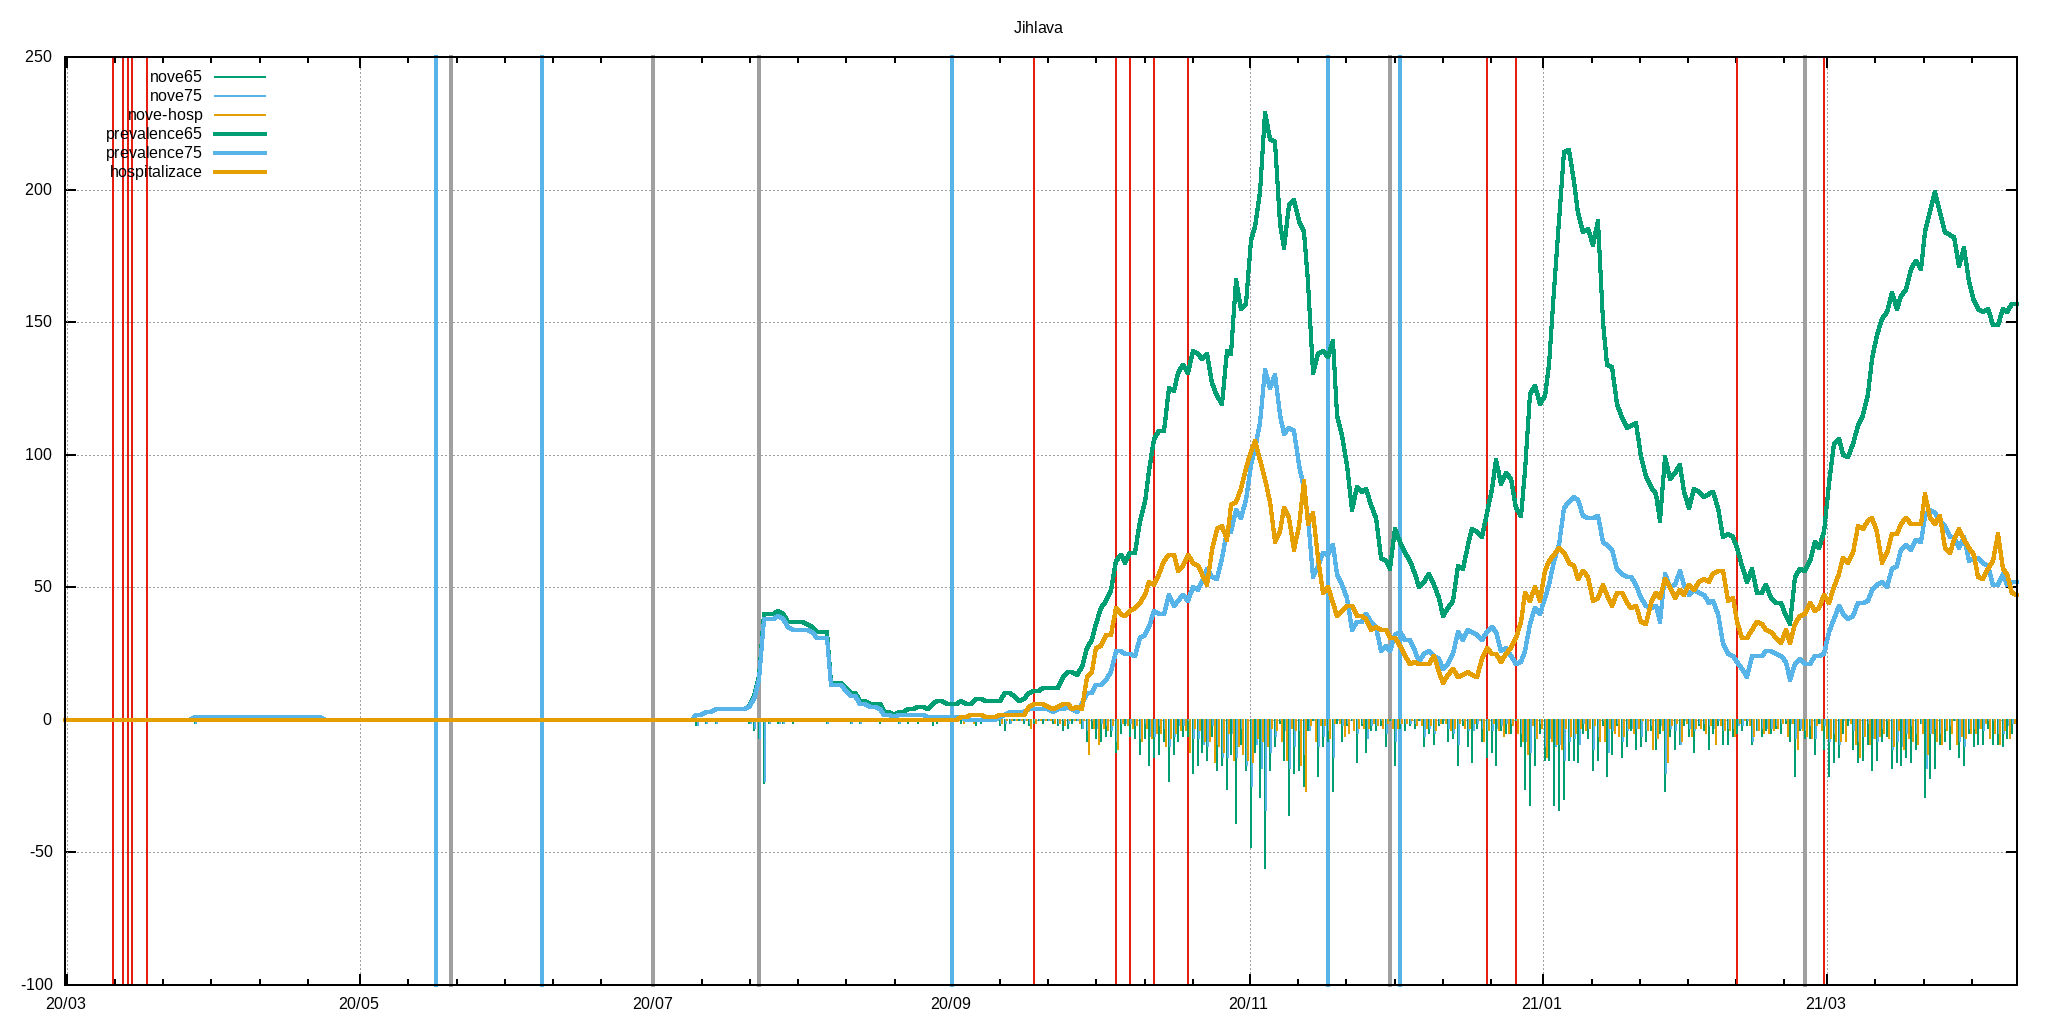 Jihlava
250
nove65
nove75
nove-hosp
prevalence65
prevalence75
hospitalizace
200
150
100
50
0
-50
-100
20/03 20/05 20/07 20/09 20/11 21/01 21/03